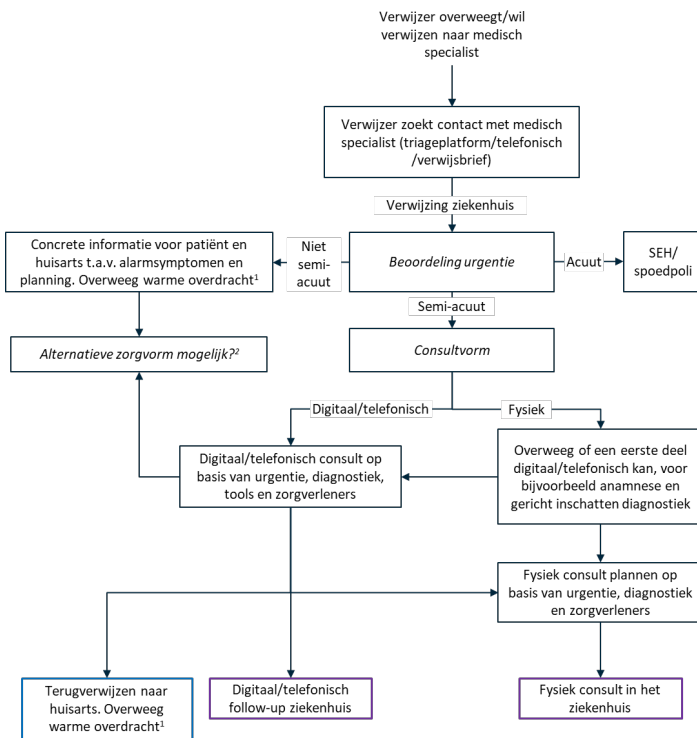 Verwijzer overweegt/wil
verwijzen naar medisch
specialist
Verwijzer zoekt contact met medisch
specialist (triageplatform/telefonisch
/verwijsbrief)
Verwijzing ziekenhuis
Concrete informatie voor patiënt en
huisarts t.a.v. alarmsymptomen en
planning. Overweeg warme overdracht¹
Niet
semi-
acuut
Beoordeling urgentie
Acuut
SEH/
spoedpoli
Semi-acuut
Alternatieve zorgvorm mogelijk?²
Consultvorm
Digitaal/telefonisch
Fysiek
Digitaal/telefonisch consult op
basis van urgentie, diagnostiek,
tools en zorgverleners
Overweeg of een eerste deel
digitaal/telefonisch kan, voor
bijvoorbeeld anamnese en
gericht inschatten diagnostiek
Fysiek consult plannen op
basis van urgentie, diagnostiek
en zorgverleners
Terugverwijzen naar
huisarts. Overweeg
warme overdracht¹
Digitaal/telefonisch
follow-up ziekenhuis
Fysiek consult in het
ziekenhuis